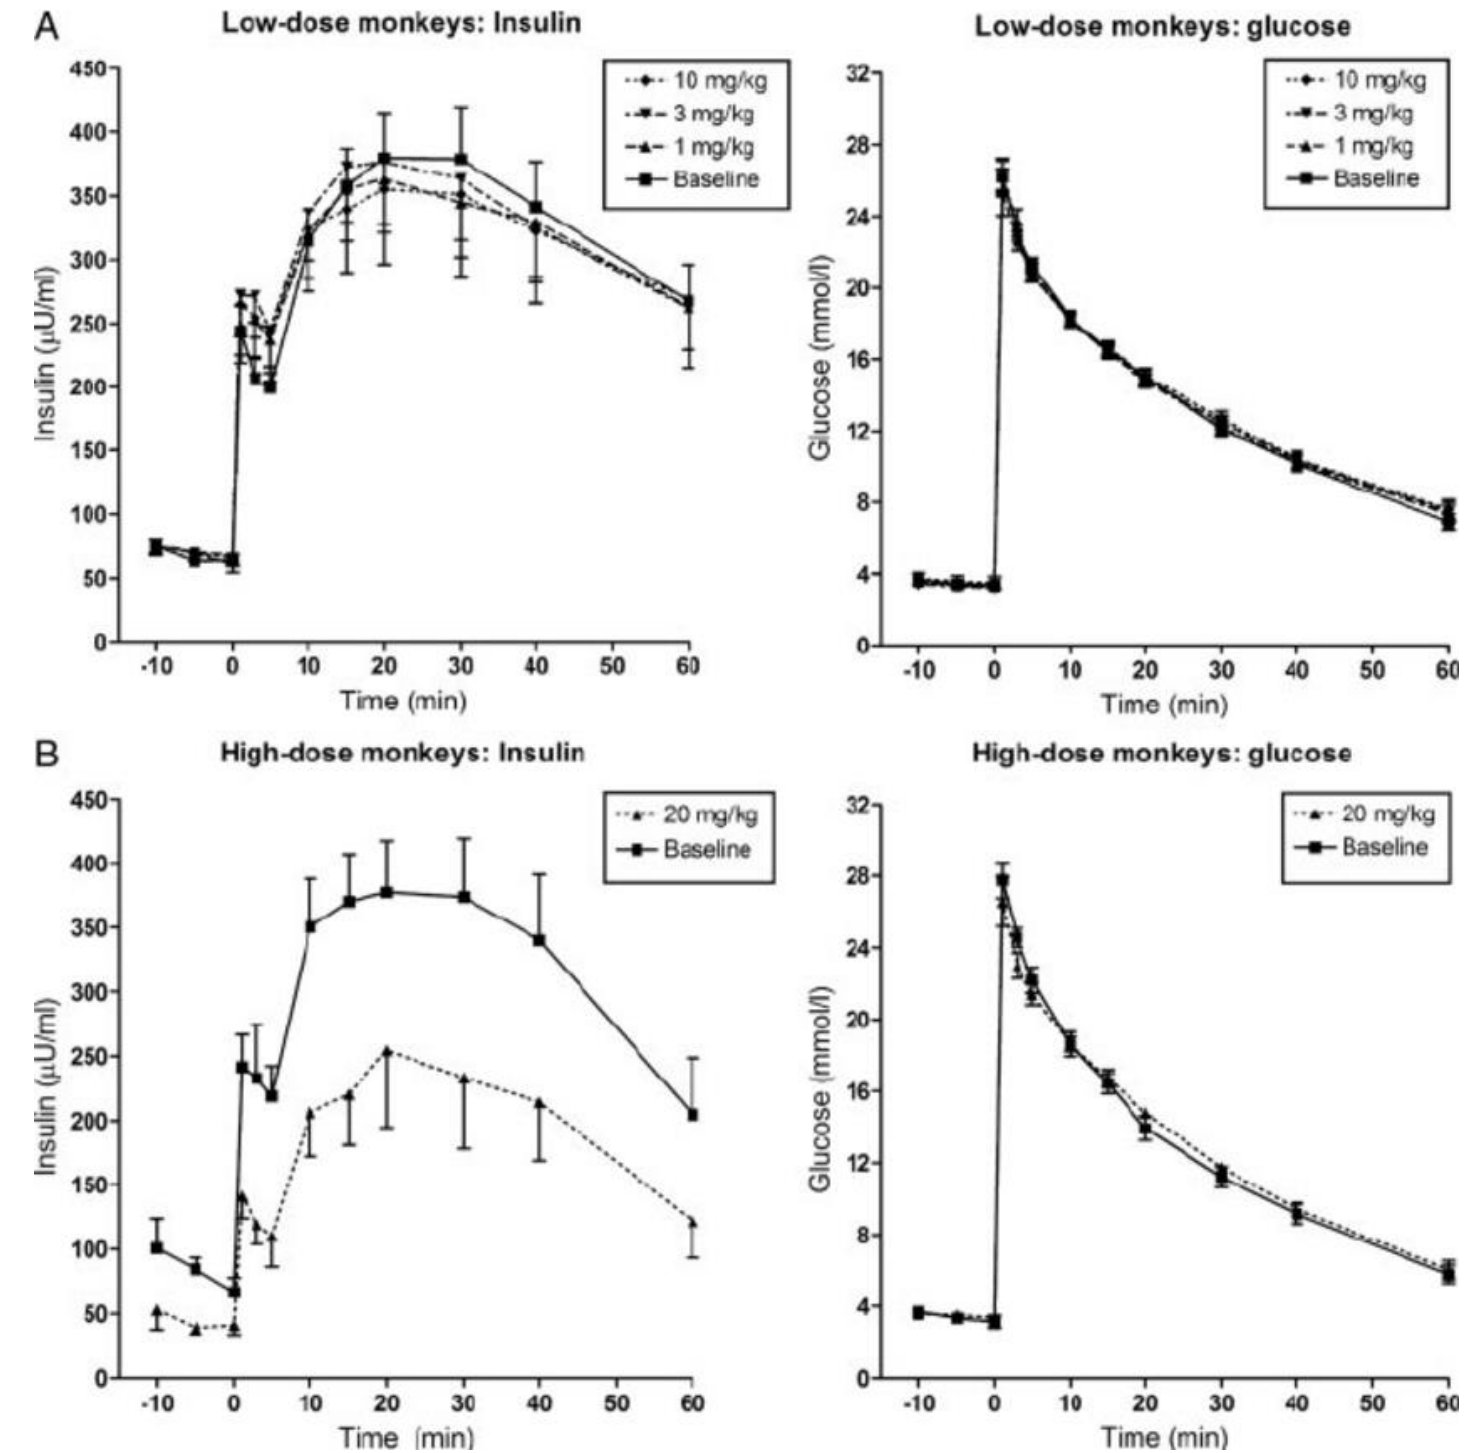 A
Low-dose monkeys: Insulin
Low-dose monkeys: glucose
450
400
350
300
250
200
150
100
50
0
Insulin (µU/ml)
10 mg/kg
3 mg/kg
1 mg/kg
Baseline
-10 0 10 20 30 40 50 60
Time (min)
32
28
24
20
16
12
8
4
0
Glucose (mmol/l)
10 mg/kg
3 mg/kg
1 mg/kg
Baseline
-10 0 10 20 30 40 50 60
Time (min)
B
High-dose monkeys: Insulin
High-dose monkeys: glucose
450
400
350
300
250
200
150
100
50
0
Insulin (µU/ml)
20 mg/kg
Baseline
-10 0 10 20 30 40 50 60
Time (min)
32
28
24
20
16
12
8
4
0
Glucose (mmol/l)
20 mg/kg
Baseline
-10 0 10 20 30 40 50 60
Time (min)